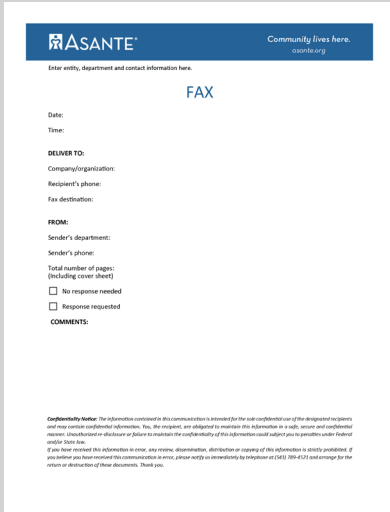 ASANTE®
Community lives here.
asante.org
Enter entity, department and contact information here.
FAX
Date:
Time:
DELIVER TO:
Company/organization:
Recipient's phone:
Fax destination:
FROM:
Sender's department:
Sender's phone:
Total number of pages:
(Including cover sheet)
No response needed
Response requested
COMMENTS:
Confidentiality Notice: The information contained in this communication is intended for the sole confidential use of the designated recipients
and may contain confidential information. You, the recipient, are obligated to maintain this information in a safe, secure and confidential
manner. Unauthorized re-disclosure or failure to maintain the confidentiality of this information could subject you to penalties under Federal
and/or State law.
If you have received this information in error, any review, dissemination, distribution or copying of this information is strictly prohibited. If
you believe you have received this communication in error, please notify us immediately by telephone at (541) 789-4521 and arrange for the
return or destruction of these documents. Thank you.